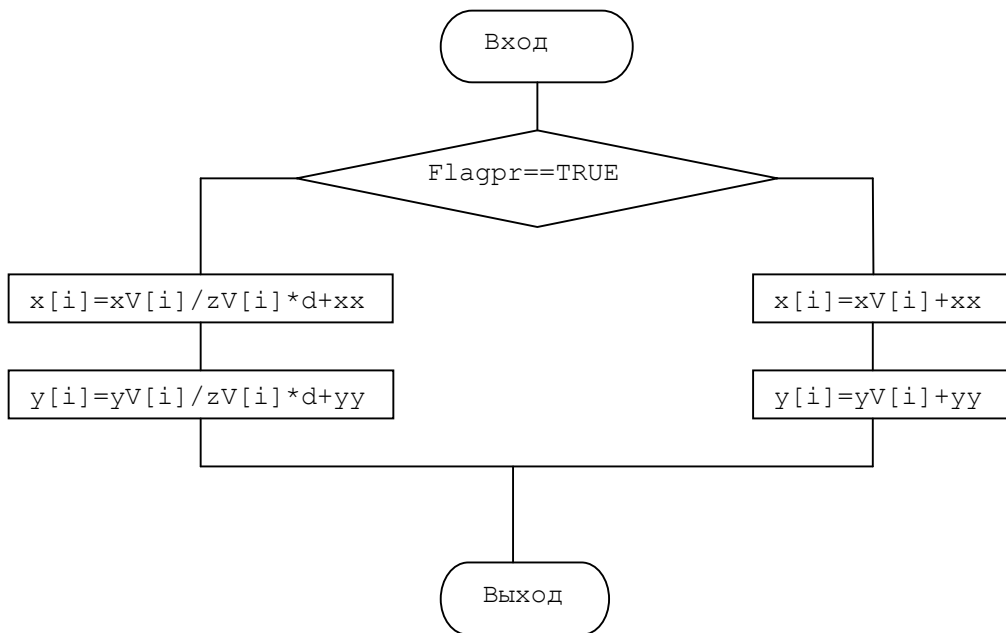 Вход
Flagpr==TRUE
x[i]=xV[i]/zV[i]*d+xx
x[i]=xV[i]+xx
y[i]=yV[i]/zV[i]*d+yy
y[i]=yV[i]+yy
Выход